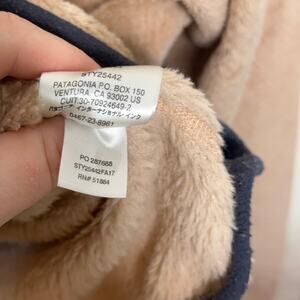 STY25442
PATAGONIA P.O. BOX 150
VENTURA, CA 93002 US
CUIT:30-70924649-2
パタゴニア・インターナショナル インク
0467-23-8961
PO 287688
STY25442FA17
RN# 51884